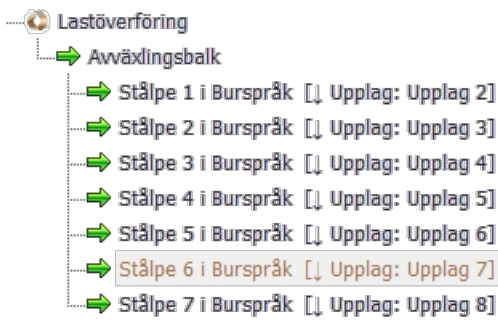 Lastöverföring
Avväxlingsbalk
Stålpe 1 i Burspråk [↓ Upplag: Upplag 2]
Stålpe 2 i Burspråk [↓ Upplag: Upplag 3]
Stålpe 3 i Burspråk [↓ Upplag: Upplag 4]
Stålpe 4 i Burspråk [↓ Upplag: Upplag 5]
Stålpe 5 i Burspråk [↓ Upplag: Upplag 6]
Stålpe 6 i Burspråk [↓ Upplag: Upplag 7]
Stålpe 7 i Burspråk [↓ Upplag: Upplag 8]